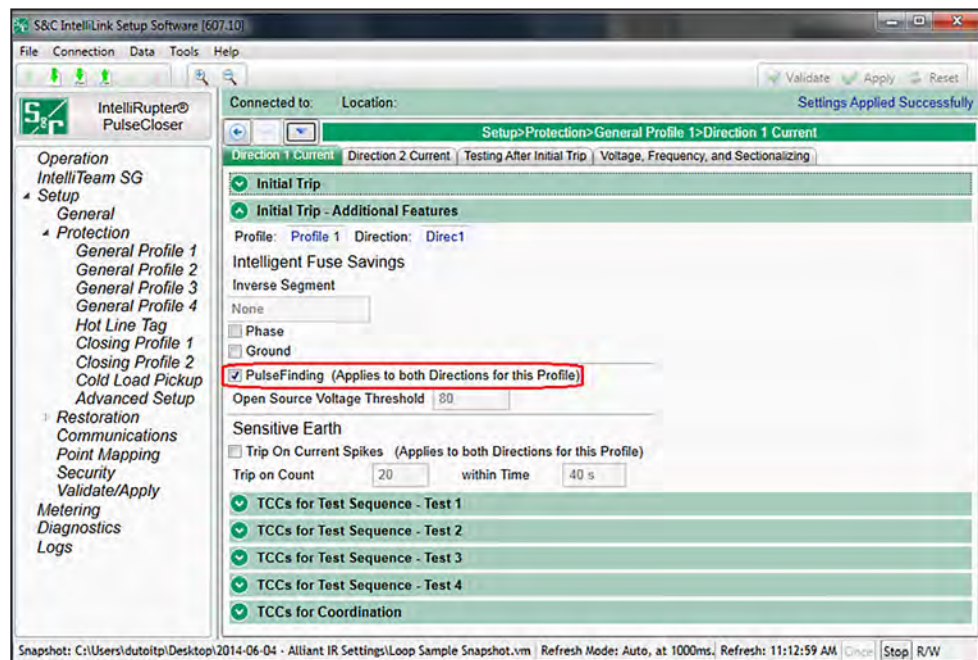 S&C IntelliLink Setup Software [607.10]
File Connection Data Tools Help
Validate Apply Reset
S&C
IntelliRupter®
PulseCloser
Connected to: Location: Settings Applied Successfully
Setup>Protection>General Profile 1>Direction 1 Current
Direction 1 Current Direction 2 Current Testing After Initial Trip Voltage, Frequency, and Sectionalizing
Operation
IntelliTeam SG
Setup
General
Protection
General Profile 1
General Profile 2
General Profile 3
General Profile 4
Hot Line Tag
Closing Profile 1
Closing Profile 2
Cold Load Pickup
Advanced Setup
Restoration
Communications
Point Mapping
Security
Validate/Apply
Metering
Diagnostics
Logs
Initial Trip
Initial Trip - Additional Features
Profile: Profile 1 Direction: Direc1
Intelligent Fuse Savings
Inverse Segment
None
Phase
Ground
PulseFinding (Applies to both Directions for this Profile)
Open Source Voltage Threshold 80
Sensitive Earth
Trip On Current Spikes (Applies to both Directions for this Profile)
Trip on Count 20 within Time 40 s
TCCs for Test Sequence - Test 1
TCCs for Test Sequence - Test 2
TCCs for Test Sequence - Test 3
TCCs for Test Sequence - Test 4
TCCs for Coordination
Snapshot: C:\Users\dutoitp\Desktop\2014-06-04 - Alliant IR Settings\Loop Sample Snapshot.vm Refresh Mode: Auto, at 1000ms. Refresh: 11:12:59 AM Once Stop R/W